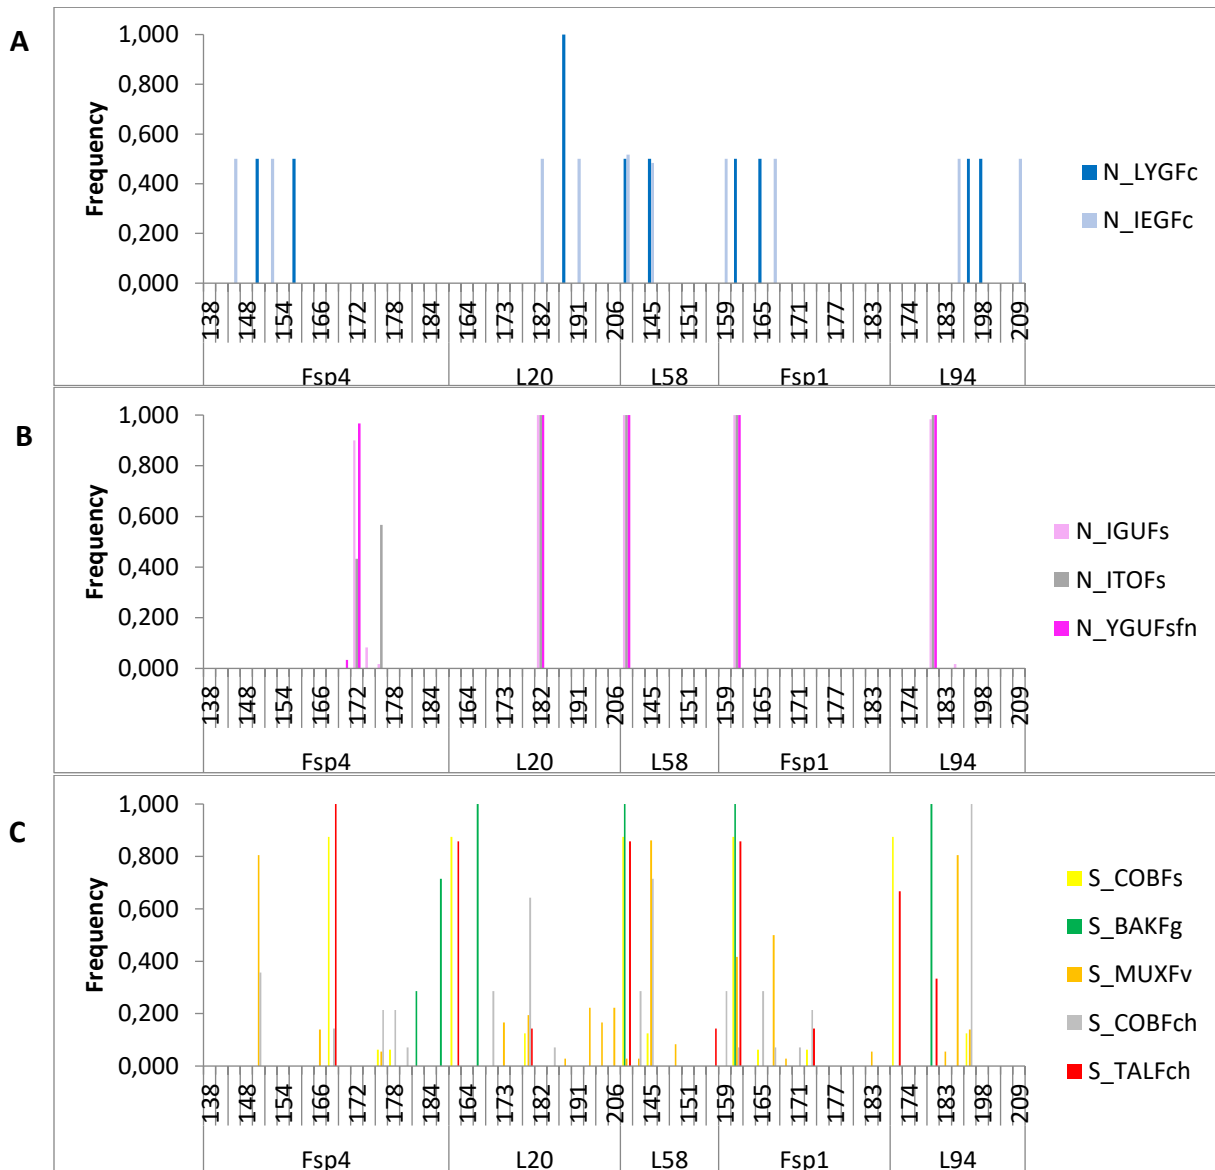 A
Frequency
1,000
0,800
0,600
0,400
0,200
0,000
138 148 154 166 172 178 184 164 173 182 191 206 145 151 159 165 171 177 183 174 183 198 209
Fsp4 L20 L58 Fsp1 L94
N_LYGFc
N_IEGFc
B
Frequency
1,000
0,800
0,600
0,400
0,200
0,000
138 148 154 166 172 178 184 164 173 182 191 206 145 151 159 165 171 177 183 174 183 198 209
Fsp4 L20 L58 Fsp1 L94
N_IGUFs
N_ITOFs
N_YGUFsfn
C
Frequency
1,000
0,800
0,600
0,400
0,200
0,000
138 148 154 166 172 178 184 164 173 182 191 206 145 151 159 165 171 177 183 174 183 198 209
Fsp4 L20 L58 Fsp1 L94
S_COBFs
S_BAKFg
S_MUXFv
S_COBFch
S_TALFch